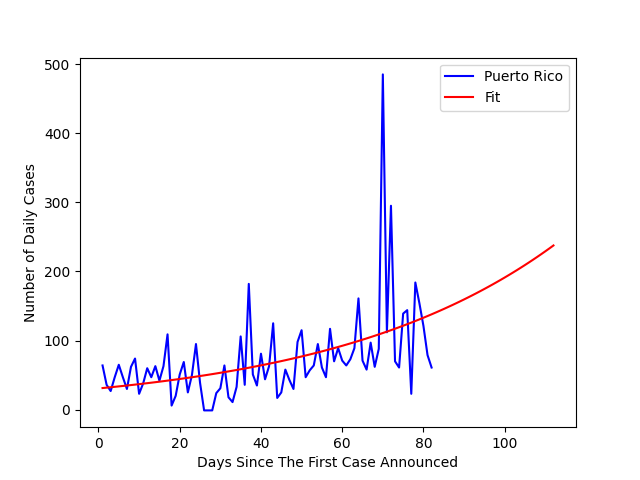 500
400
300
200
100
0
Number of Daily Cases
Puerto Rico
Fit
0 20 40 60 80 100
Days Since The First Case Announced